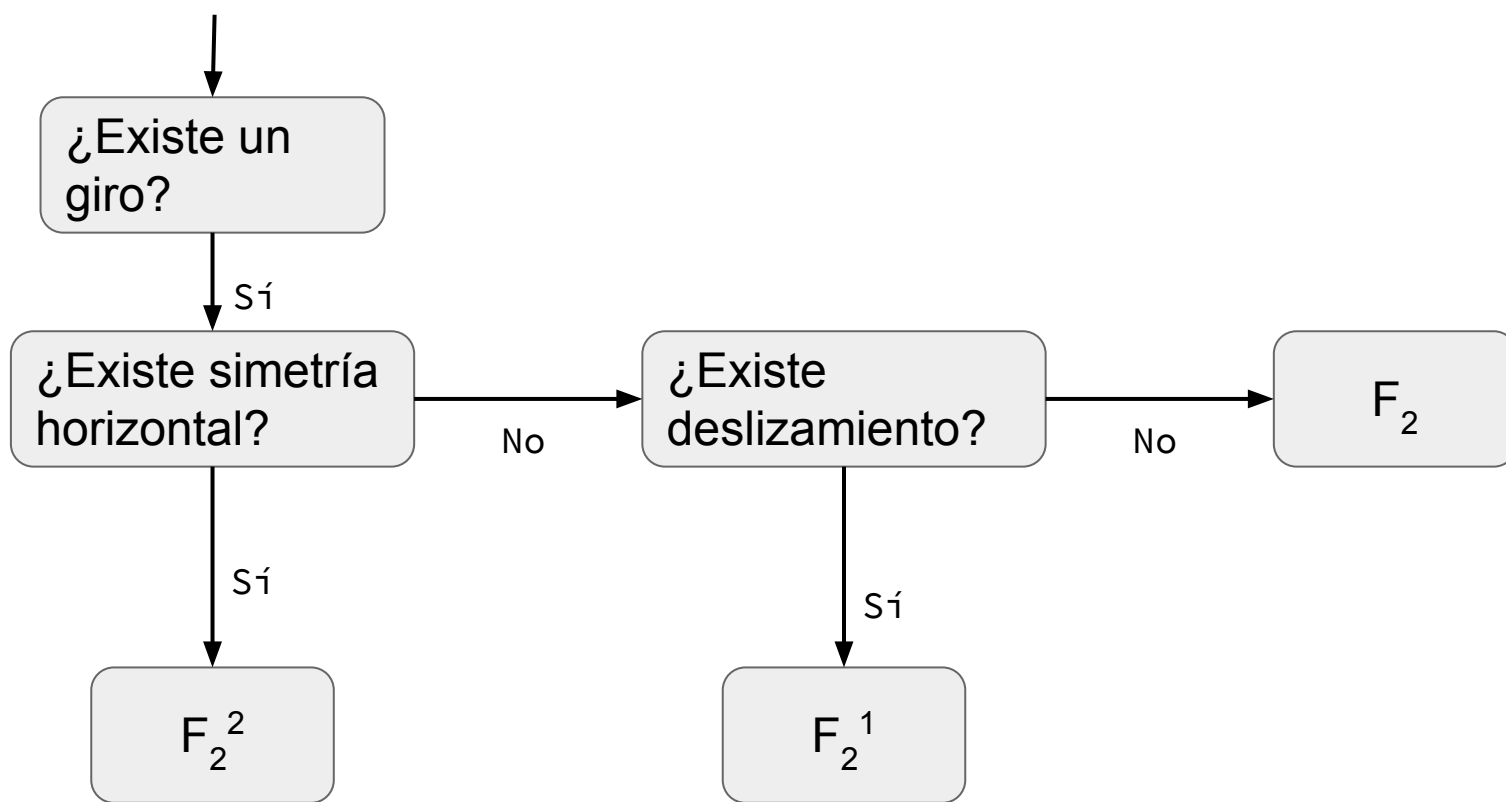 ¿Existe un
giro?
Sí
¿Existe simetría
horizontal?
No
¿Existe
deslizamiento?
No
F₂
Sí
Sí
F₂²
F₂¹